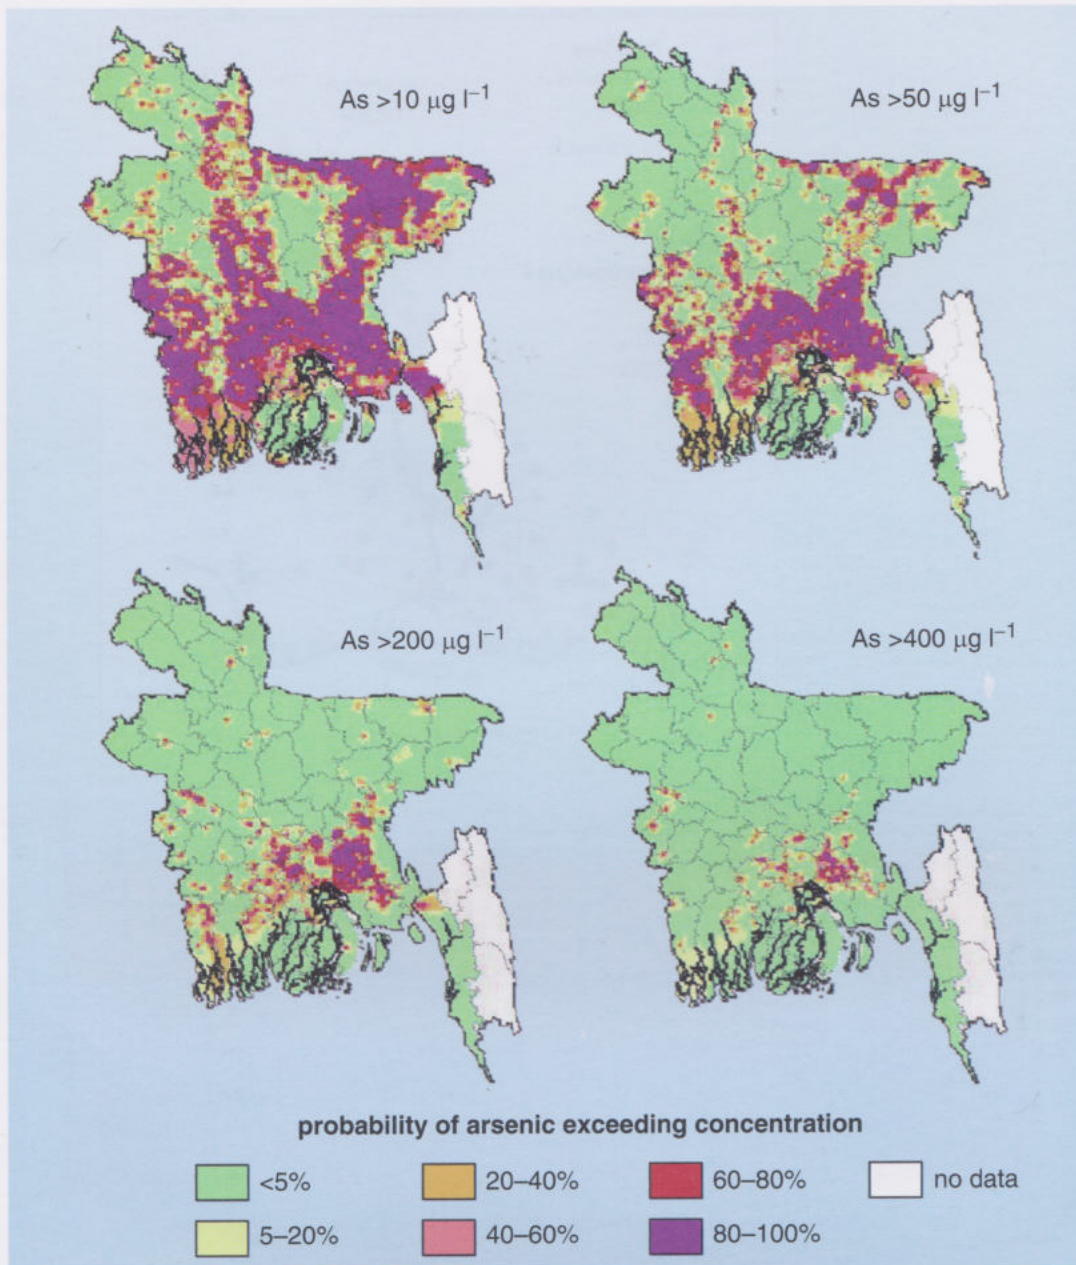 As >10 μg l⁻¹
As >50 μg l⁻¹
As >200 μg l⁻¹
As >400 μg l⁻¹
probability of arsenic exceeding concentration
<5%
20–40%
60–80%
no data
5–20%
40–60%
80–100%